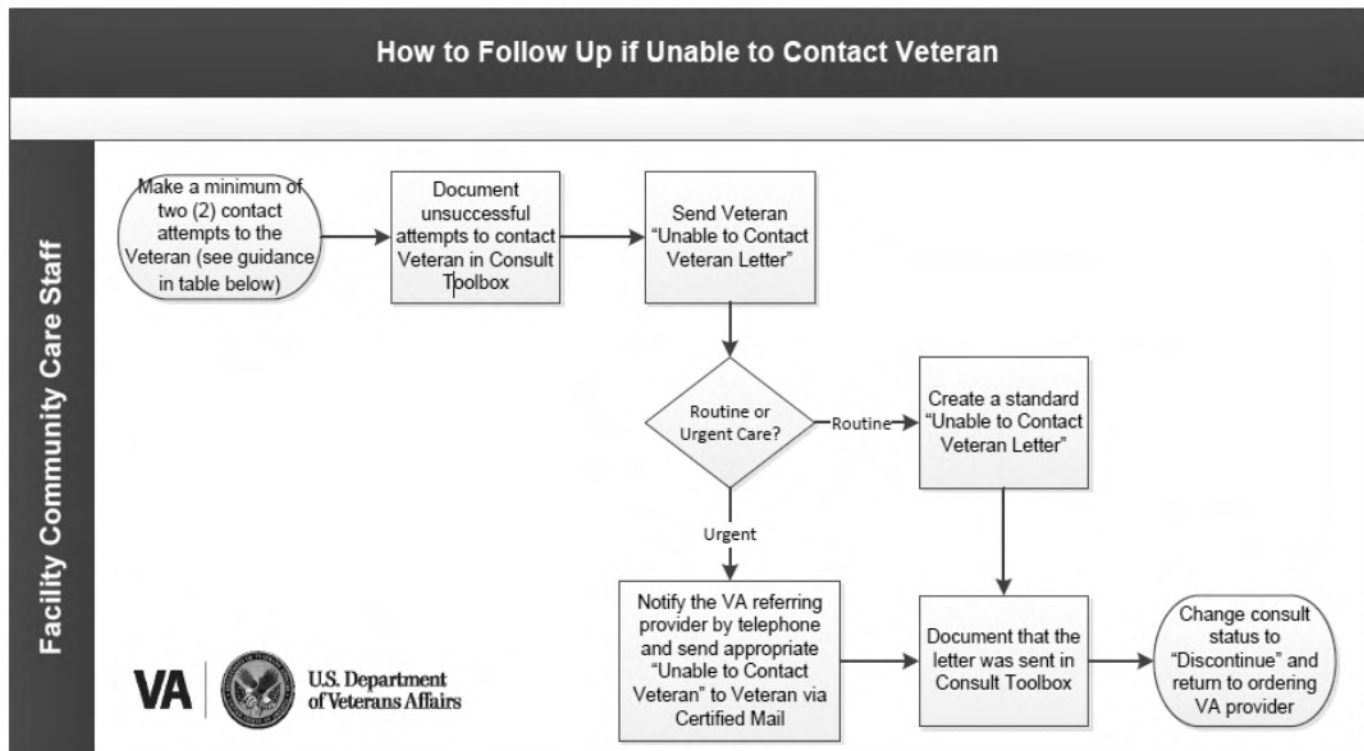 How to Follow Up if Unable to Contact Veteran
Facility Community Care Staff
Make a minimum of
two (2) contact
attempts to the
Veteran (see guidance
in table below)
Document
unsuccessful
attempts to contact
Veteran in Consult
Toolbox
Send Veteran
“Unable to Contact
Veteran Letter”
Routine or
Urgent Care?
Routine
Create a standard
“Unable to Contact
Veteran Letter”
Urgent
Notify the VA referring
provider by telephone
and send appropriate
“Unable to Contact
Veteran” to Veteran via
Certified Mail
Document that the
letter was sent in
Consult Toolbox
Change consult
status to
“Discontinue” and
return to ordering
VA provider
VA
U.S. Department
of Veterans Affairs